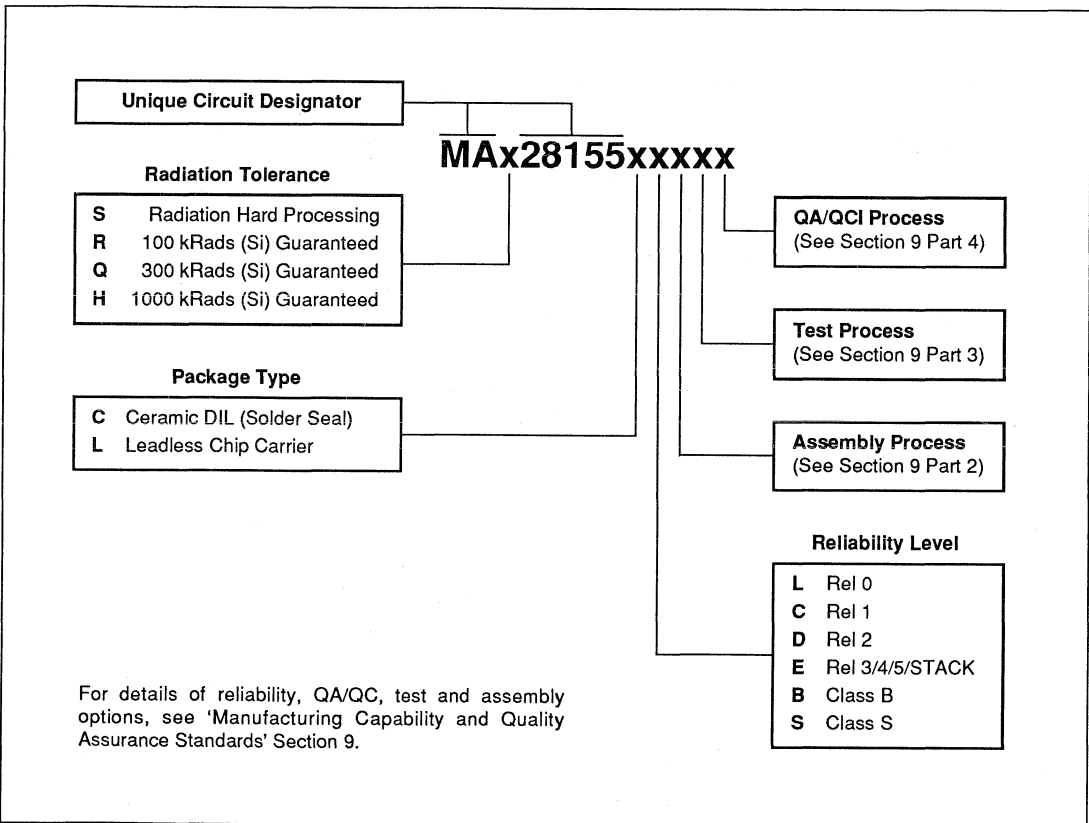 Unique Circuit Designator
MAx28155xxxxx
Radiation Tolerance
S Radiation Hard Processing
R 100 kRads (Si) Guaranteed
Q 300 kRads (Si) Guaranteed
H 1000 kRads (Si) Guaranteed
Package Type
C Ceramic DIL (Solder Seal)
L Leadless Chip Carrier
QA/QCI Process
(See Section 9 Part 4)
Test Process
(See Section 9 Part 3)
Assembly Process
(See Section 9 Part 2)
Reliability Level
L Rel 0
C Rel 1
D Rel 2
E Rel 3/4/5/STACK
B Class B
S Class S
For details of reliability, QA/QC, test and assembly
options, see 'Manufacturing Capability and Quality
Assurance Standards' Section 9.